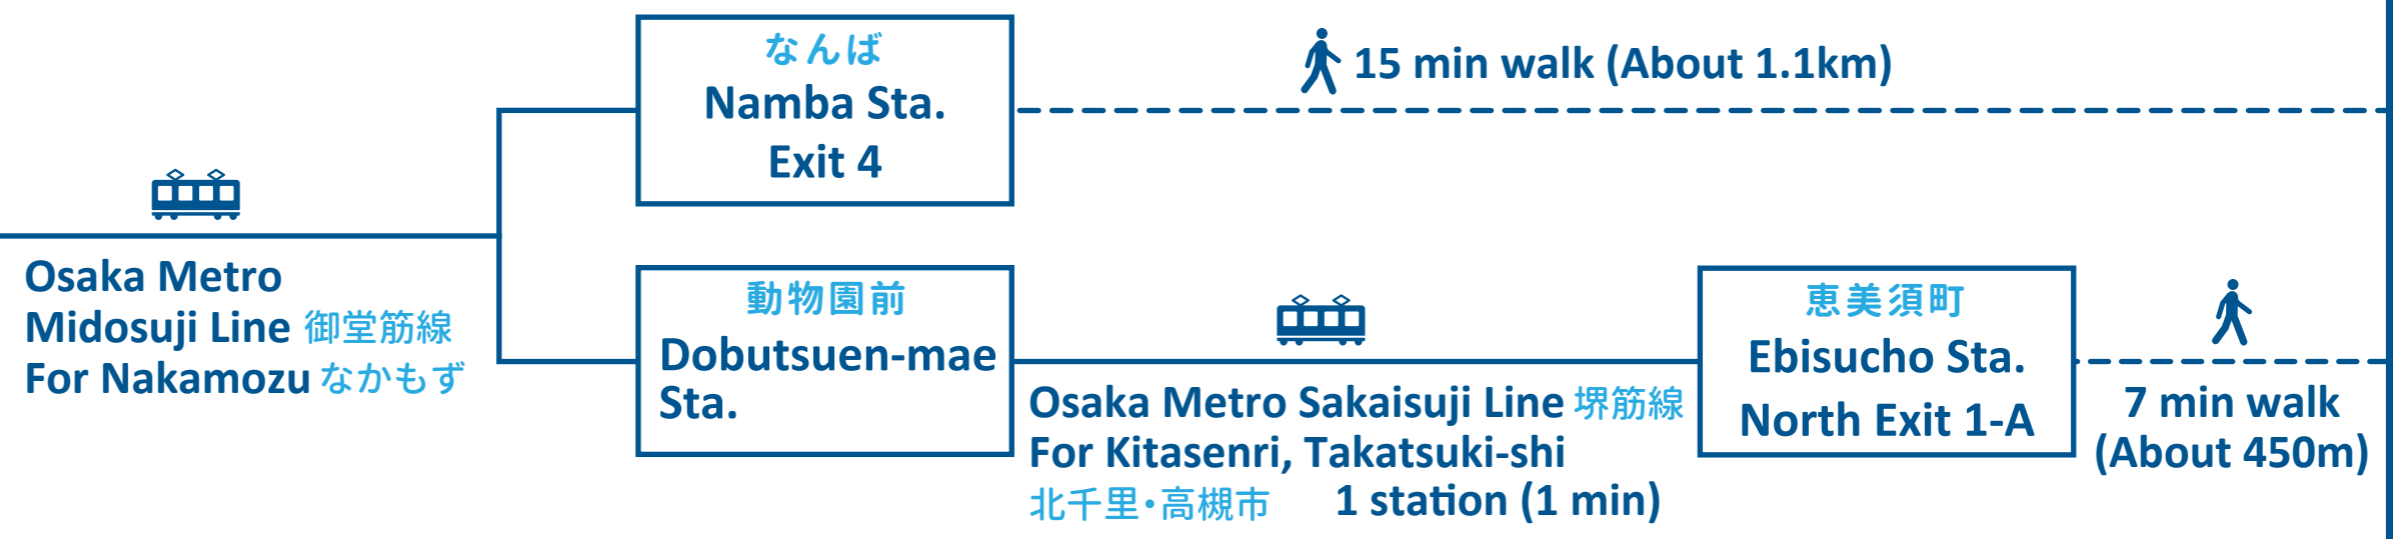 Osaka Metro
Midosuji Line 御堂筋線
For Nakamozu なかもず
なんば
Namba Sta.
Exit 4
15 min walk (About 1.1km)
動物園前
Dobutsuen-mae
Sta.
Osaka Metro Sakaisuji Line 堺筋線
For Kitasenri, Takatsuki-shi
北千里・高槻市 1 station (1 min)
恵美須町
Ebisucho Sta.
North Exit 1-A
7 min walk
(About 450m)